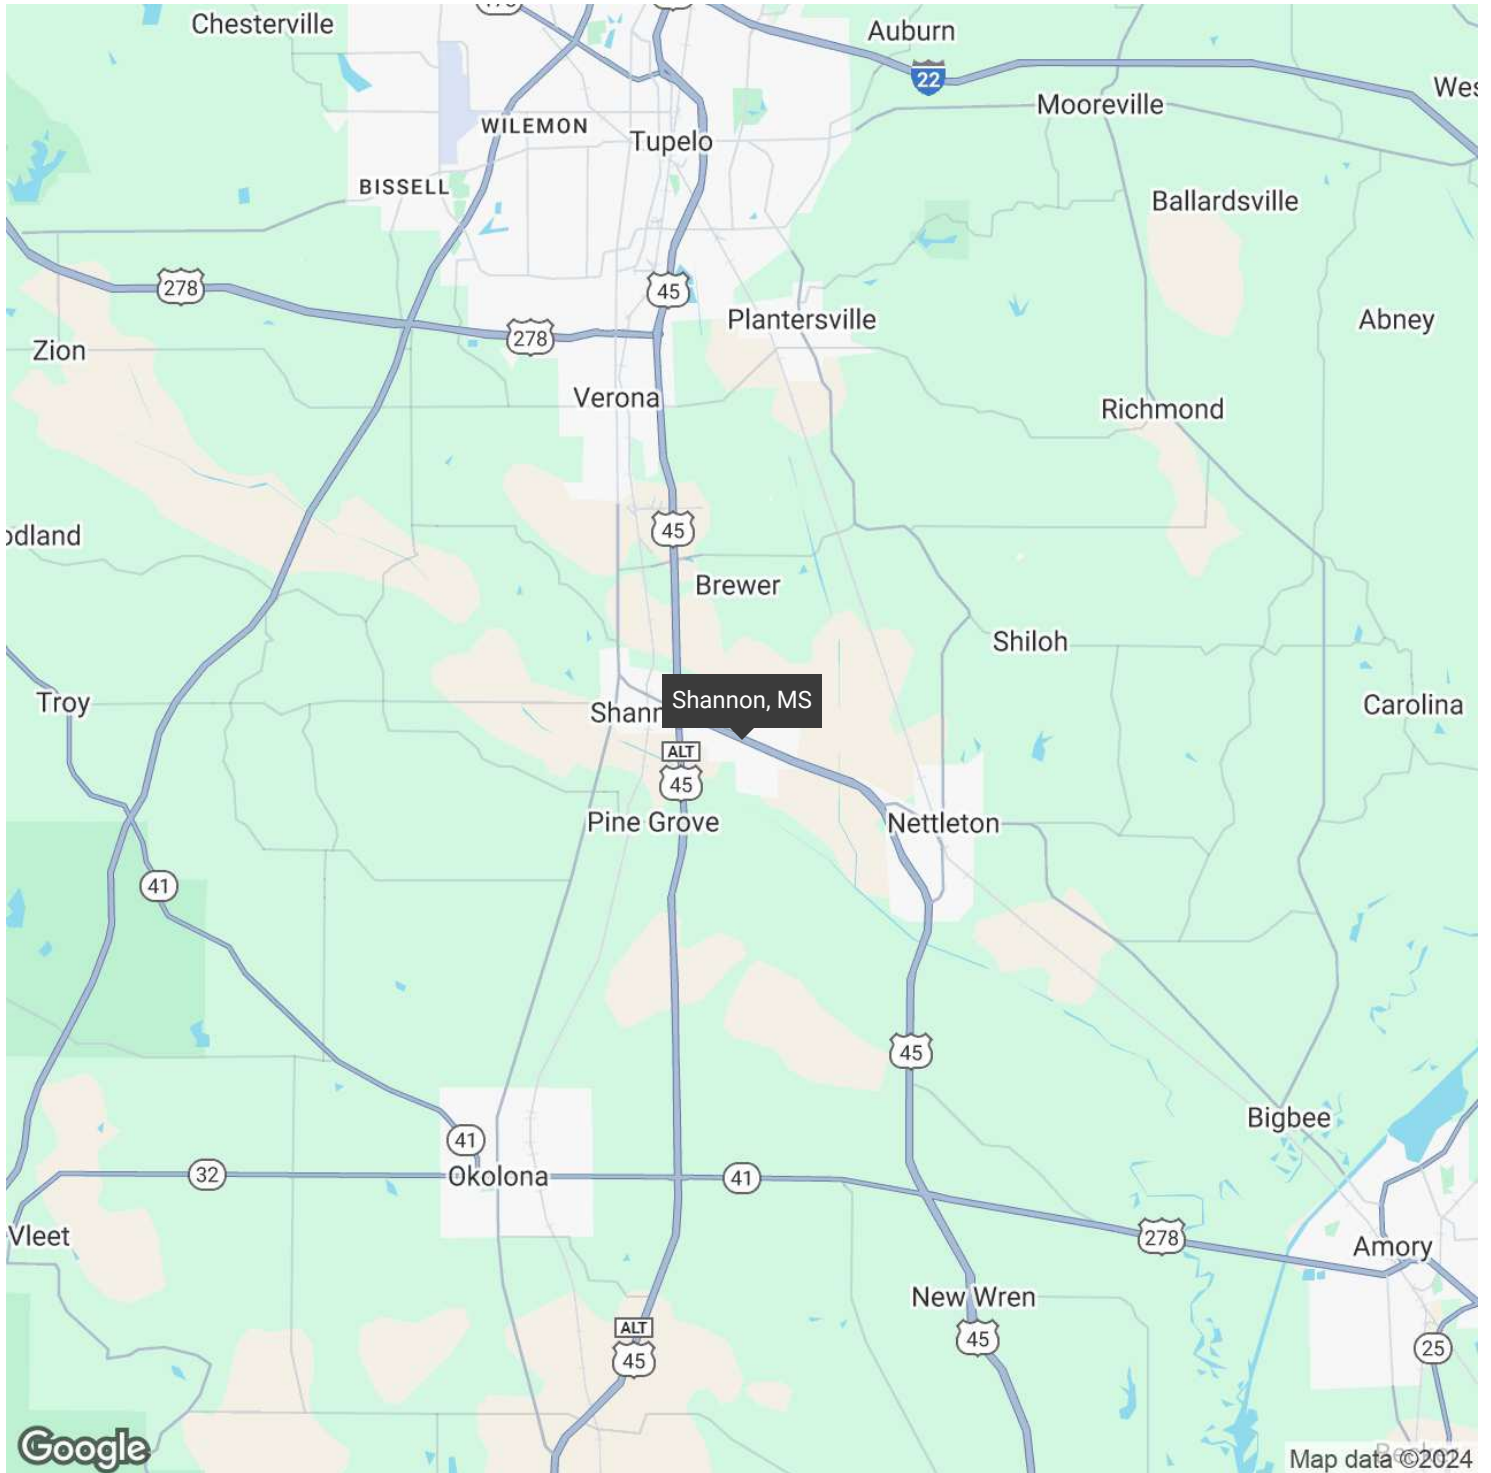 Chesterville
Auburn
22
Mooreville
WILEMON
Tupelo
BISSELL
Ballardsville
278
45
Plantersville
Abney
278
Zion
Verona
Richmond
45
odland
Brewer
Shiloh
Shannon, MS
Troy
Carolina
Shann
ALT
45
Pine Grove
Nettleton
41
45
Bigbee
41
32
Okolona
41
Vleet
278
Amory
New Wren
ALT
45
45
25
Google
Map data ©2024